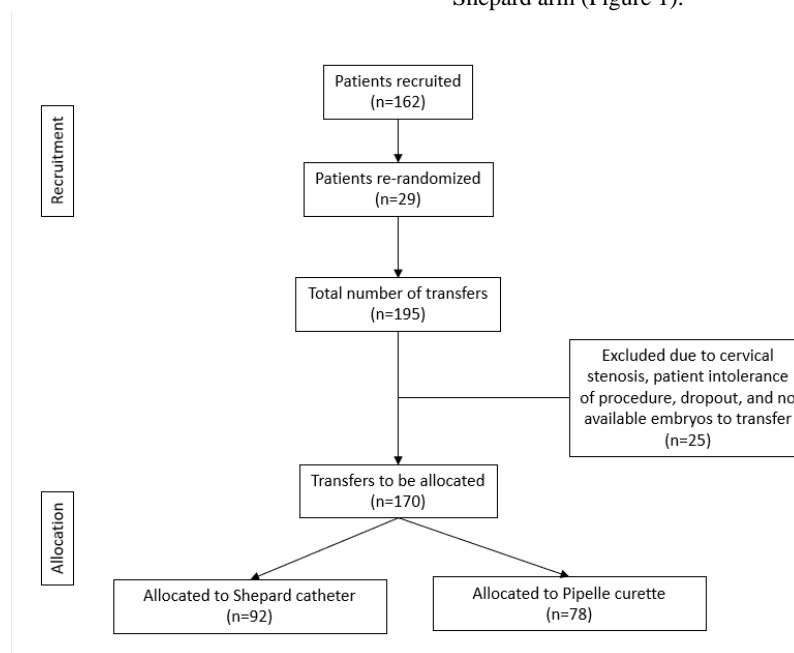 Shepard arm (Figure 1).
Patients recruited
(n=162)
Recruitment
Patients re-randomized
(n=29)
Total number of transfers
(n=195)
Excluded due to cervical
stenosis, patient intolerance
of procedure, dropout, and no
available embryos to transfer
(n=25)
Transfers to be allocated
(n=170)
Allocation
Allocated to Shepard catheter
(n=92)
Allocated to Pipelle curette
(n=78)